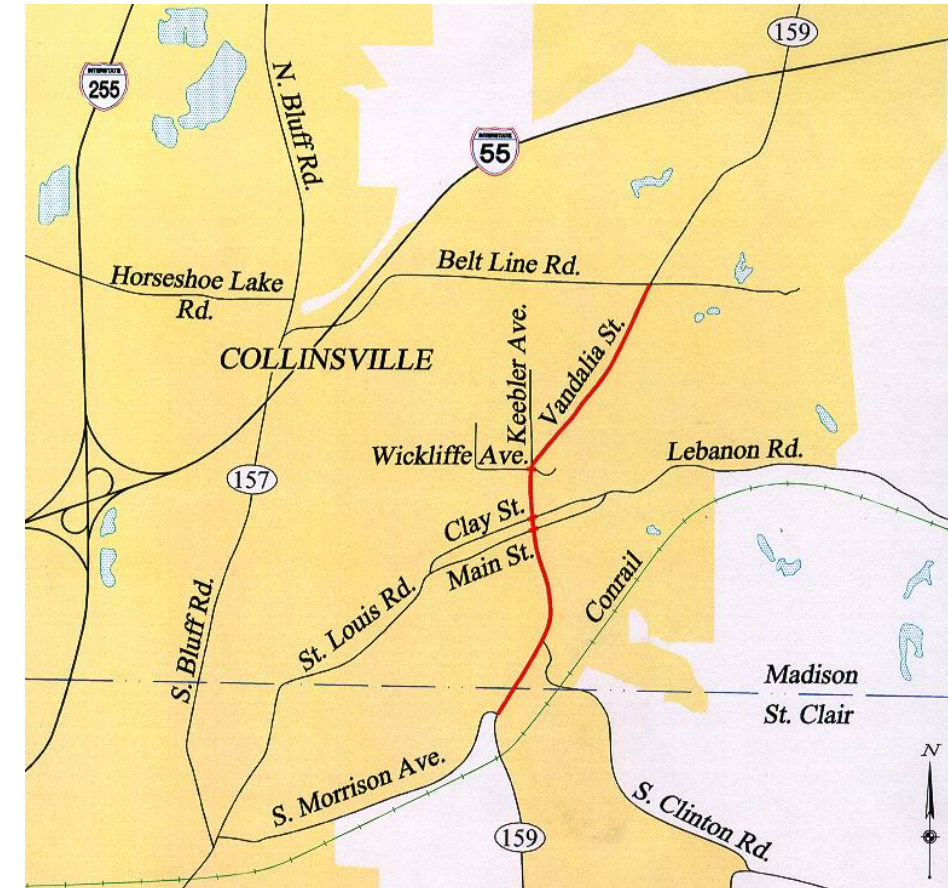 159
INTERSTATE
255
N. Bluff Rd.
INTERSTATE
55
Belt Line Rd.
Horseshoe Lake
Rd.
COLLINSVILLE
Keebler Ave.
Vandalia St.
Wickliffe Ave.
Lebanon Rd.
157
Clay St.
Main St.
Conrail
St. Louis Rd.
S. Bluff Rd.
Madison
St. Clair
N
S. Morrison Ave.
S. Clinton Rd.
159